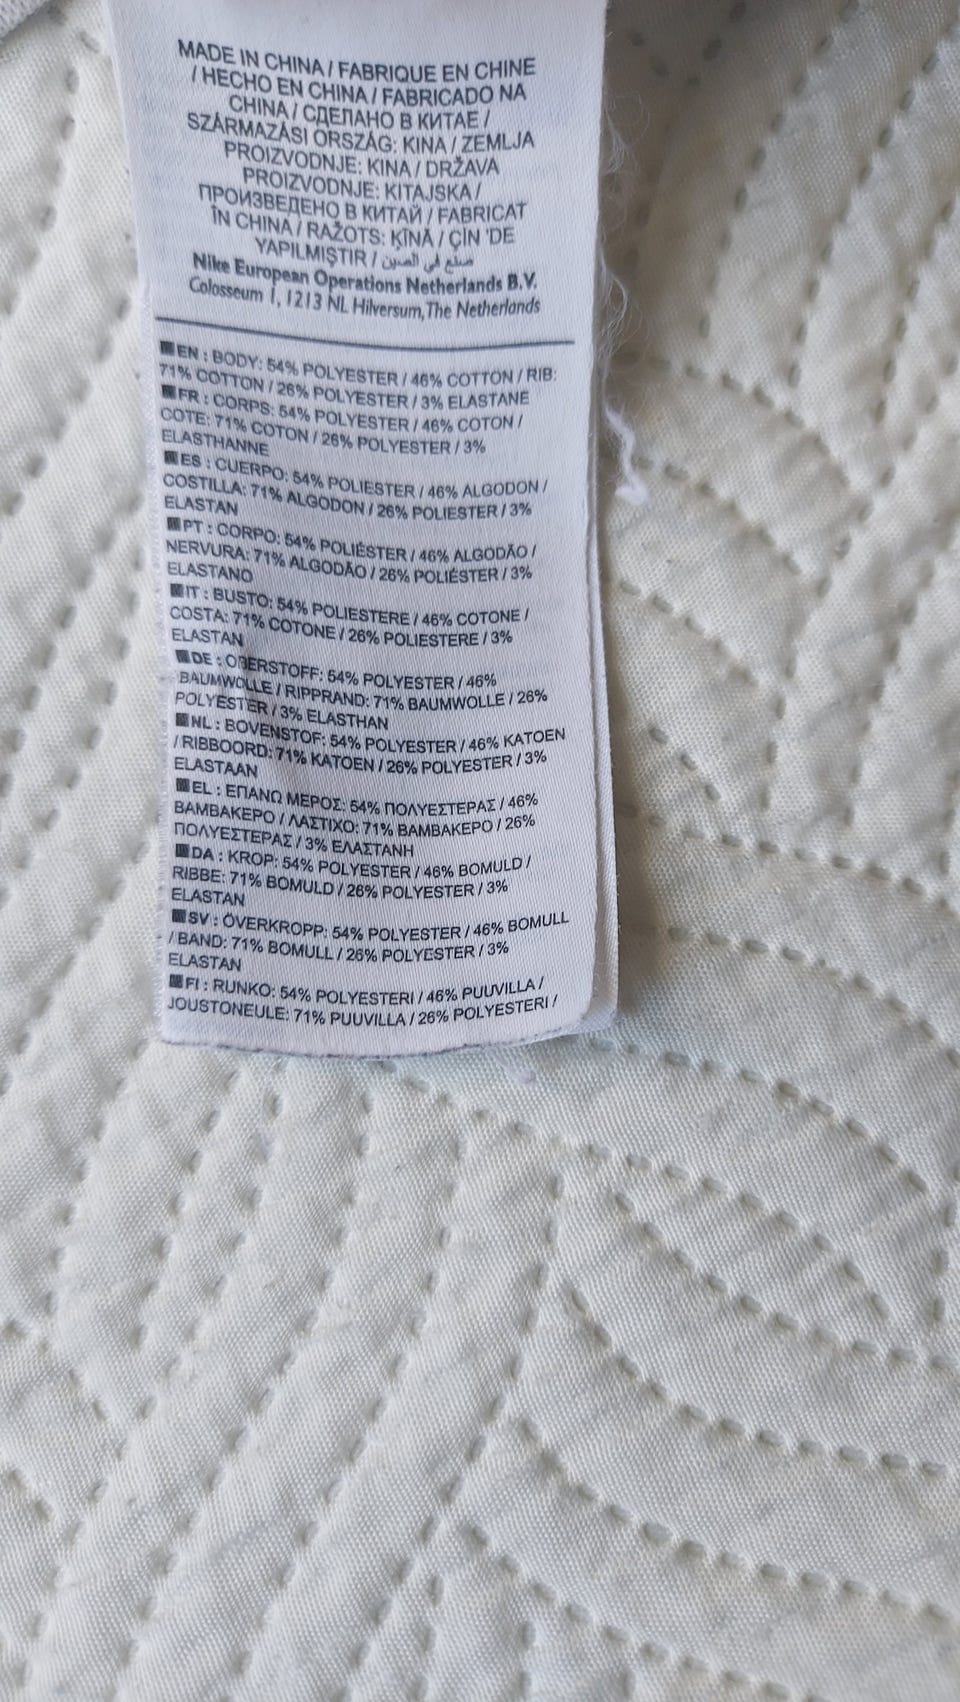 MADE IN CHINA / FABRIQUE EN CHINE
/ HECHO EN CHINA / FABRICADO NA
CHINA / СДЕЛАНО В КИТАЕ /
SZÁRMAZÁSI ORSZÁG: KINA / ZEMLJA
PROIZVODNJE: KINA / DRŽAVA
PROIZVODNJE: KITAJSKA /
ПРОИЗВЕДЕНО В КИТАЙ / FABRICAT
ÎN CHINA / RAŽOTS: ĶĪNĀ / ÇİN 'DE
YAPILMIŞTIR / صنع في الصين
Nike European Operations Netherlands B.V.
Colosseum 1, 1213 NL Hilversum, The Netherlands
EN : BODY: 54% POLYESTER / 46% COTTON / RIB:
71% COTTON / 26% POLYESTER / 3% ELASTANE
FR : CORPS: 54% POLYESTER / 46% COTON /
COTE: 71% COTON / 26% POLYESTER / 3%
ELASTHANNE
ES : CUERPO: 54% POLIESTER / 46% ALGODON /
COSTILLA: 71% ALGODON / 26% POLIESTER / 3%
ELASTAN
PT : CORPO: 54% POLIÉSTER / 46% ALGODÃO /
NERVURA: 71% ALGODÃO / 26% POLIÉSTER / 3%
ELASTANO
IT : BUSTO: 54% POLIESTERE / 46% COTONE /
COSTA: 71% COTONE / 26% POLIESTERE / 3%
ELASTAN
DE : OBERSTOFF: 54% POLYESTER / 46%
BAUMWOLLE / RIPPRAND: 71% BAUMWOLLE / 26%
POLYESTER / 3% ELASTHAN
NL : BOVENSTOF: 54% POLYESTER / 46% KATOEN
/ RIBBOORD: 71% KATOEN / 26% POLYESTER / 3%
ELASTAAN
EL : ΕΠΑΝΩ ΜΕΡΟΣ: 54% ΠΟΛΥΕΣΤΕΡΑΣ / 46%
ΒΑΜΒΑΚΕΡΟ / ΛΑΣΤΙΧΟ: 71% ΒΑΜΒΑΚΕΡΟ / 26%
ΠΟΛΥΕΣΤΕΡΑΣ / 3% ΕΛΑΣΤΑΝΗ
DA : KROP: 54% POLYESTER / 46% BOMULD /
RIBBE: 71% BOMULD / 26% POLYESTER / 3%
ELASTAN
SV : ÖVERKROPP: 54% POLYESTER / 46% BOMULL
/ BAND: 71% BOMULL / 26% POLYESTER / 3%
ELASTAN
FI : RUNKO: 54% POLYESTERI / 46% PUUVILLA /
JOUSTONEULE: 71% PUUVILLA / 26% POLYESTERI /